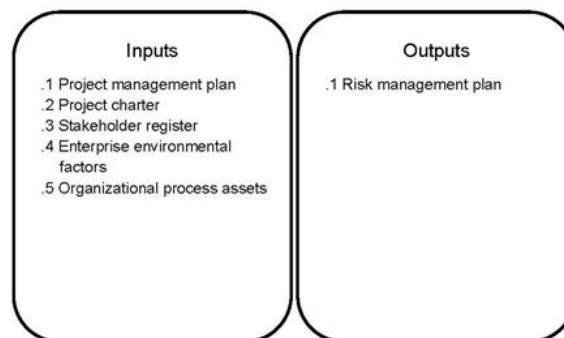 Inputs
.1 Project management plan
.2 Project charter
.3 Stakeholder register
.4 Enterprise environmental
factors
.5 Organizational process assets
Outputs
.1 Risk management plan